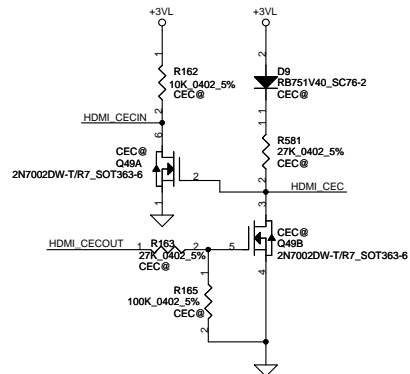 +3VL
+3VL
1
2
R162
10K_0402_5%
CEC@
D9
RB751V40_SC76-2
CEC@
2
1
1
HDMI_CECIN
6
R581
27K_0402_5%
CEC@
CEC@
Q49A
2N7002DW-T/R7_SOT363-6
2
2
HDMI_CEC
1
3
CEC@
Q49B
2N7002DW-T/R7_SOT363-6
HDMI_CECOUT
1
R163
2
5
27K_0402_5%
CEC@
4
1
R165
100K_0402_5%
CEC@
2